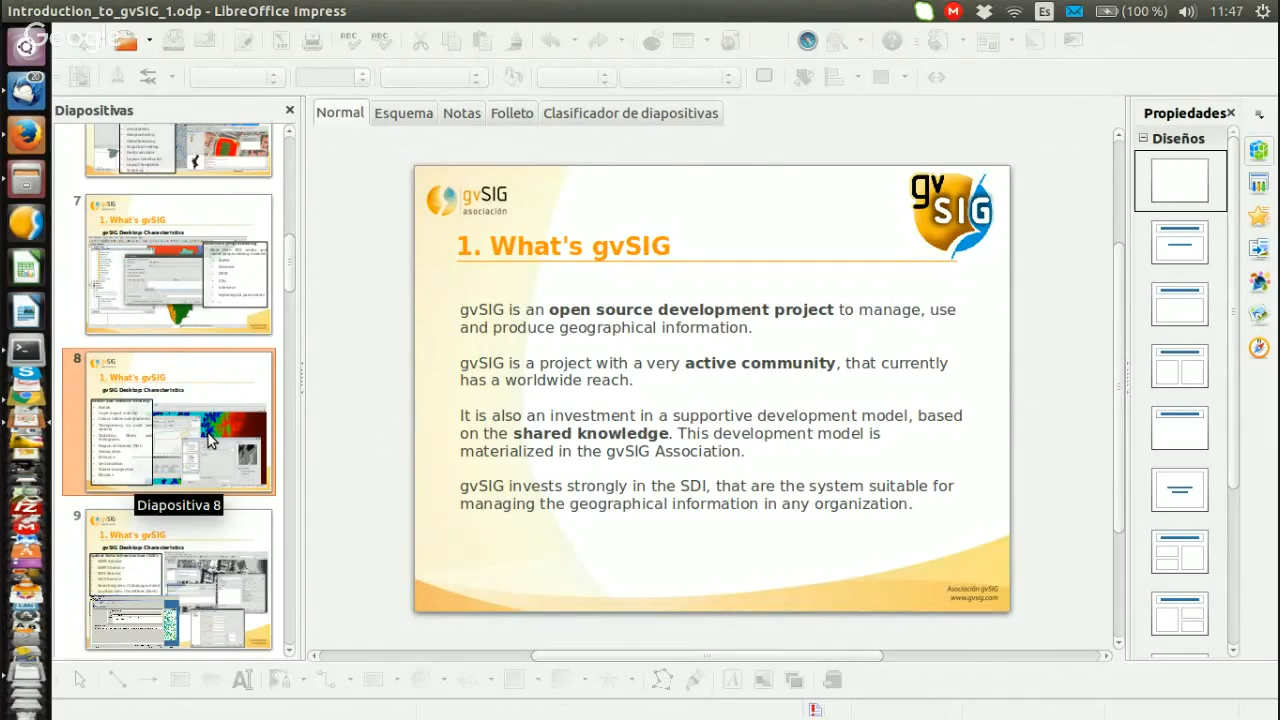 Introduction_to_gvSIG_1.odp - LibreOffice Impress
Es
(100 %)
11:47
Google
20
ABC
ABC
Diapositivas
Normal
Esquema
Notas
Folleto
Clasificador de diapositivas
Propiedades
Diseños
7
1. What's gvSIG
gvSIG Desktop: Characteristics
8
1. What's gvSIG
gvSIG Desktop: Characteristics
Diapositiva 8
9
1. What's gvSIG
gvSIG Desktop: Characteristics
gvSIG
asociación
gv
SIG
1. What's gvSIG
gvSIG is an open source development project to manage, use
and produce geographical information.
gvSIG is a project with a very active community, that currently
has a worldwide reach.
It is also an investment in a supportive development model, based
on the shared knowledge. This development model is
materialized in the gvSIG Association.
gvSIG invests strongly in the SDI, that are the system suitable for
managing the geographical information in any organization.
Asociación gvSIG
www.gvsig.com